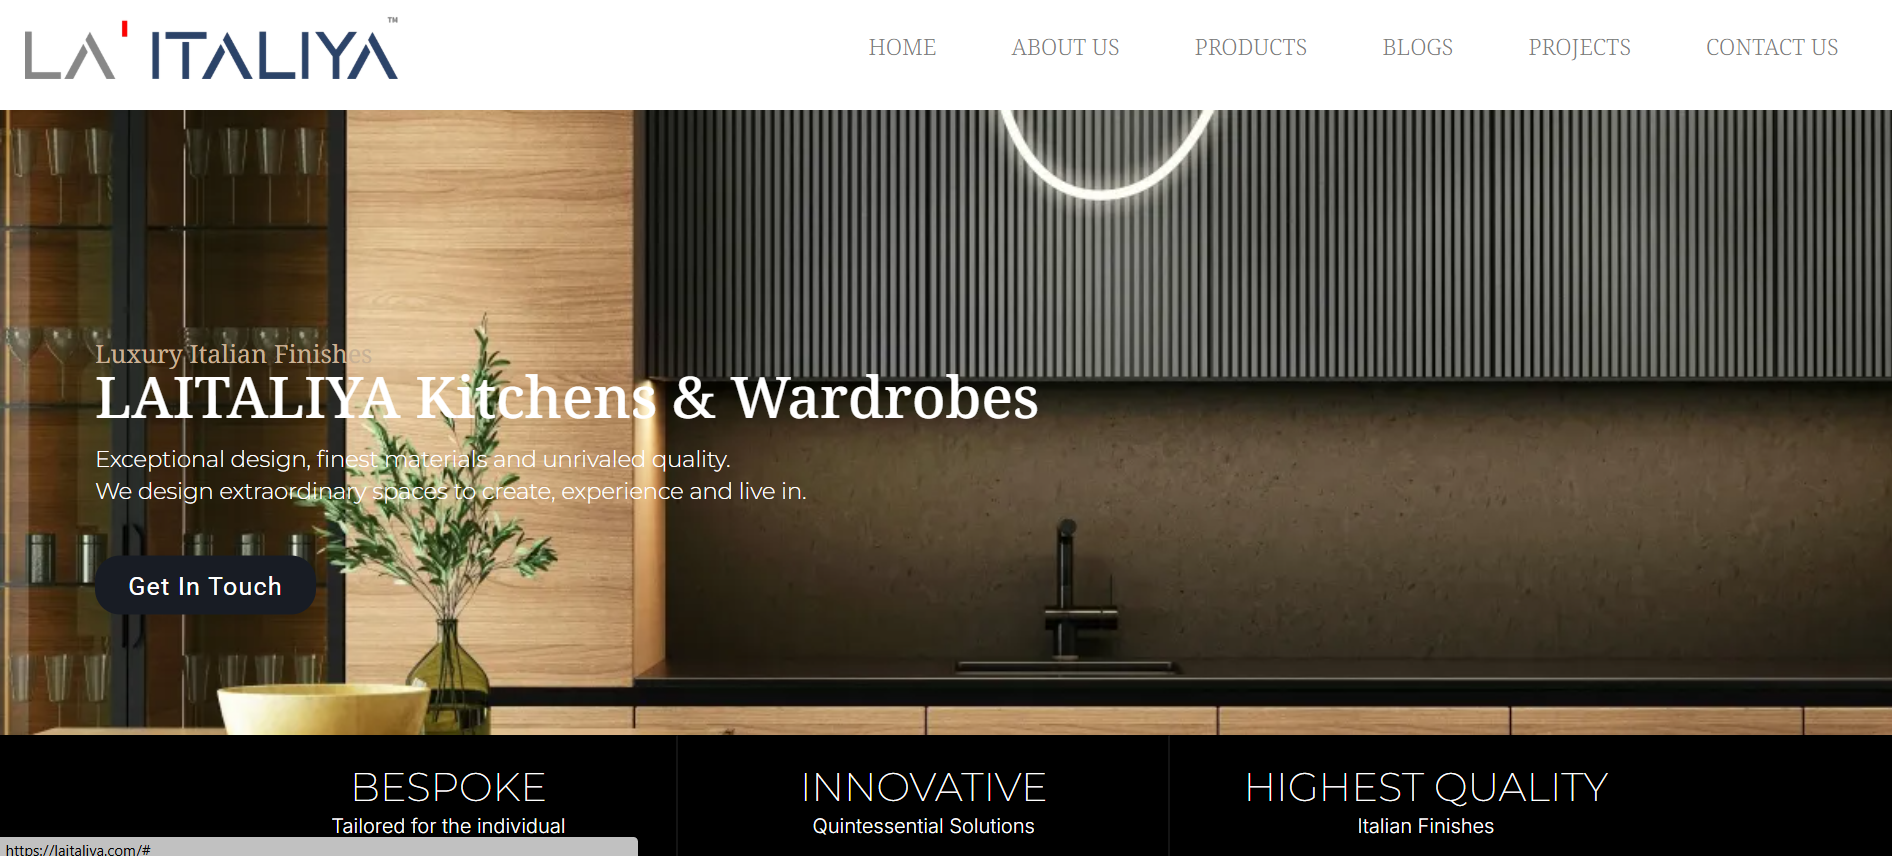 LA'ITALIYA™
HOME
ABOUT US
PRODUCTS
BLOGS
PROJECTS
CONTACT US
Luxury Italian Finishes
LAITALIYA Kitchens & Wardrobes
Exceptional design, finest materials and unrivaled quality.
We design extraordinary spaces to create, experience and live in.
Get In Touch
BESPOKE
Tailored for the individual
INNOVATIVE
Quintessential Solutions
HIGHEST QUALITY
Italian Finishes
https://laitaliya.com/#